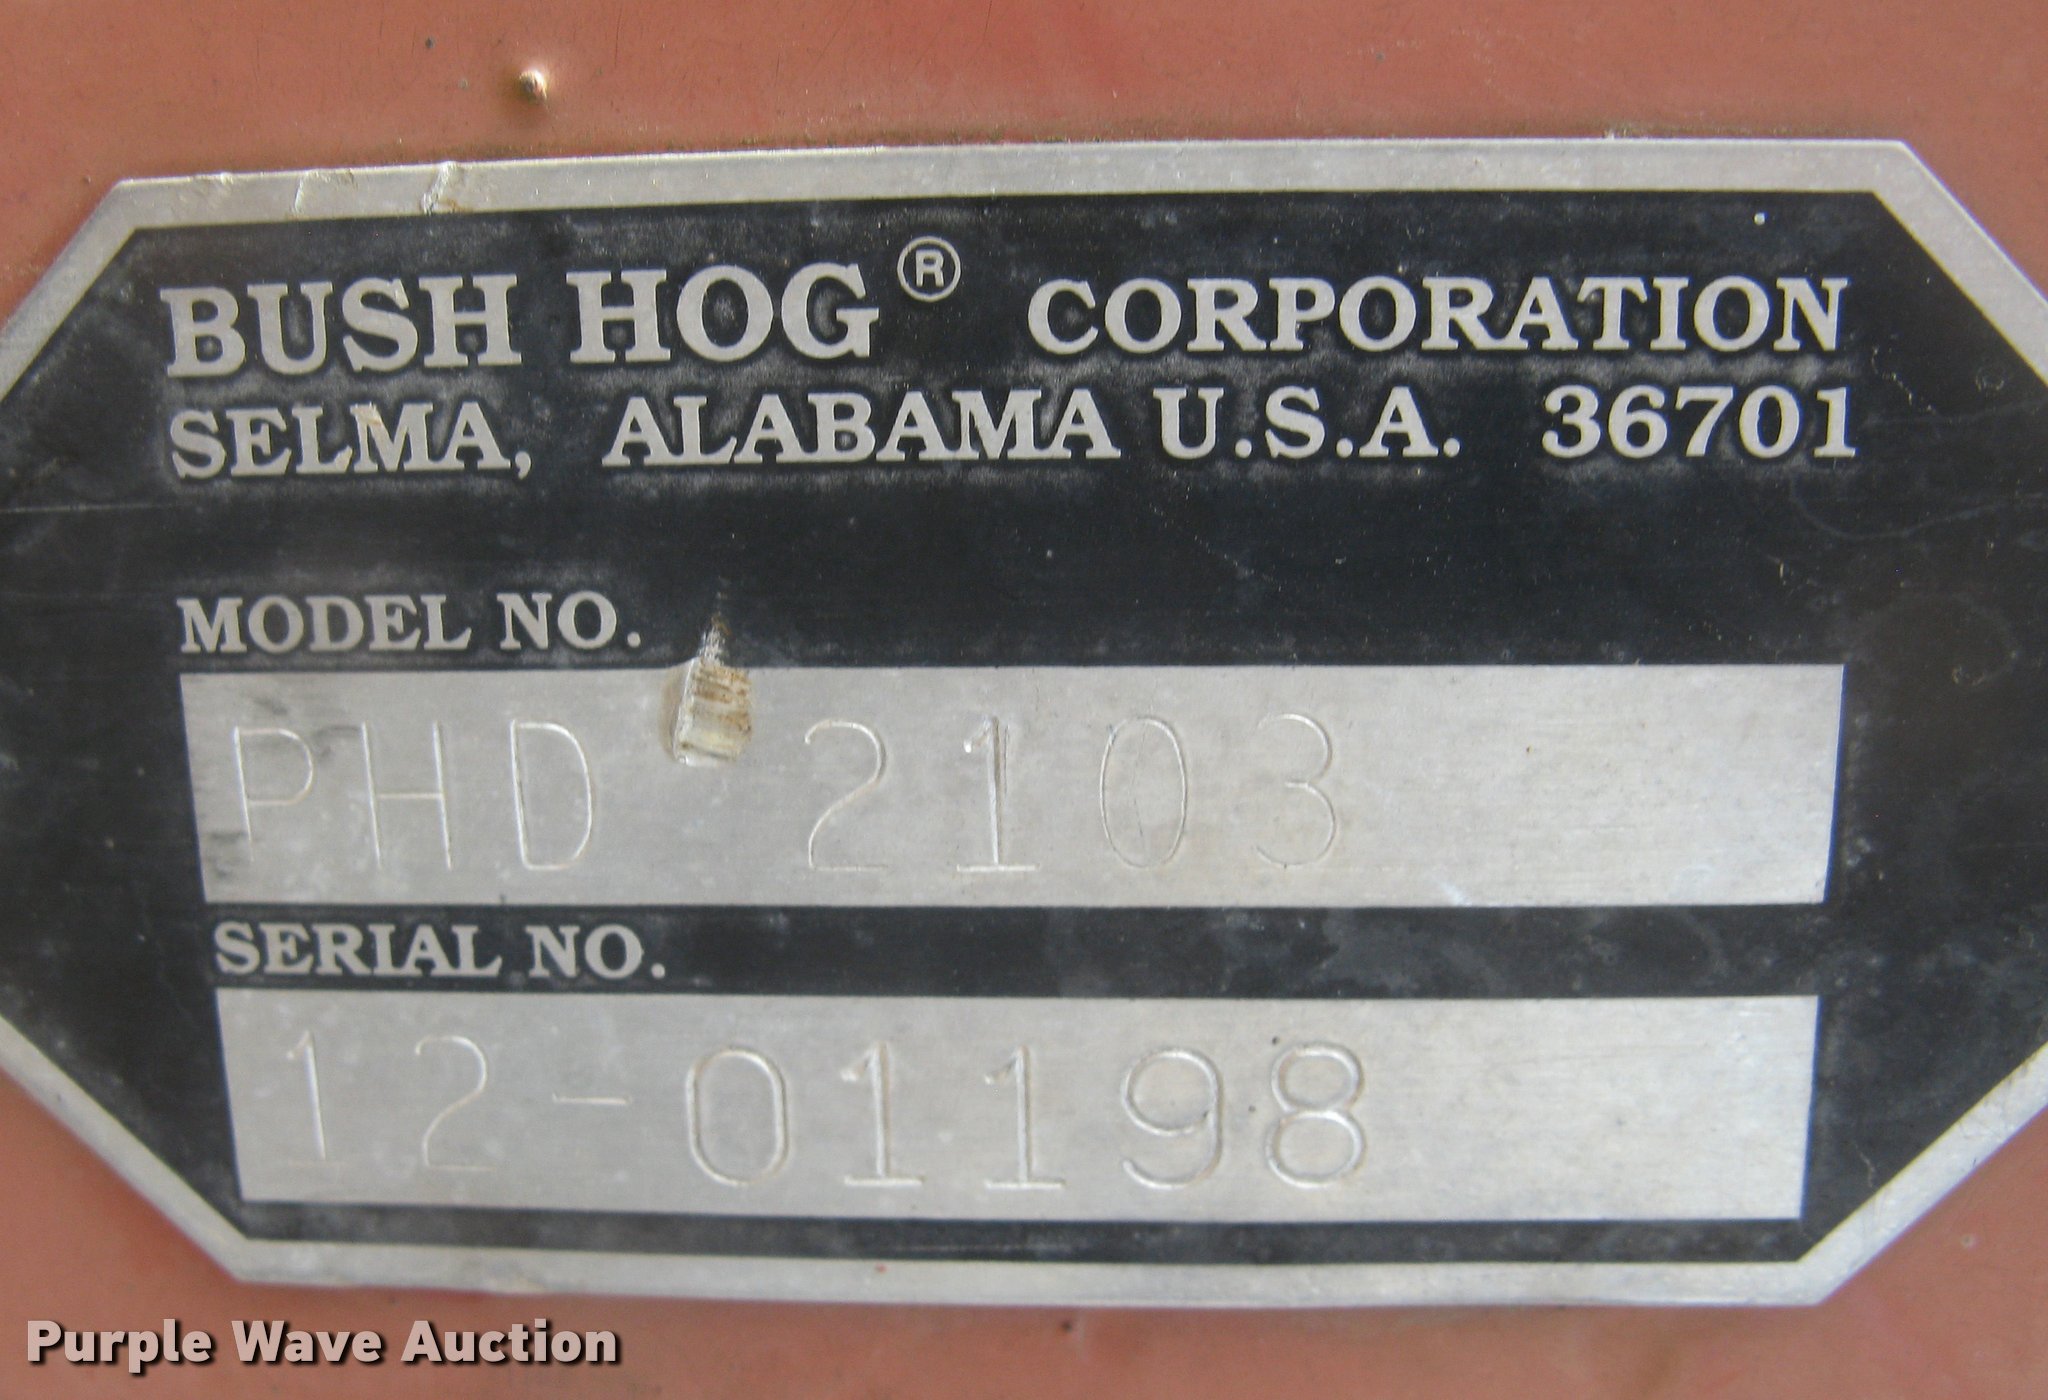 BUSH HOG® CORPORATION
SELMA, ALABAMA U.S.A. 36701
MODEL NO.
PHD 2103
SERIAL NO.
12-01198
Purple Wave Auction